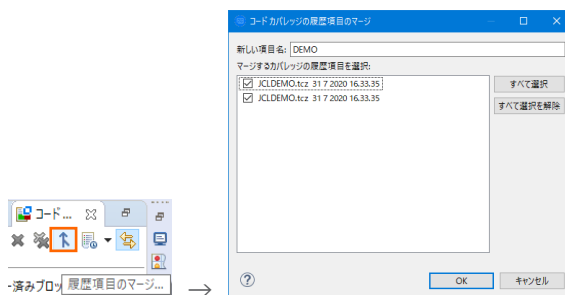 コード カバレッジの履歴項目のマージ
新しい項目名: DEMO
マージするカバレッジの履歴項目を選択:
JCLDEMO.tcz 31 7 2020 16.33.35
JCLDEMO.tcz 31 7 2020 16.33.35
すべて選択
すべて選択を解除
コード...
-済みブロッ
履歴項目のマージ...
→
OK
キャンセル